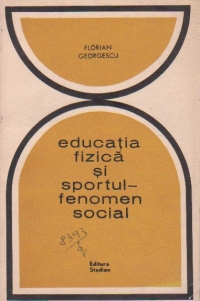 FLORIAN
GEORGESCU
educația
fizică
și
sportul–
fenomen
social
Editura
Stadion